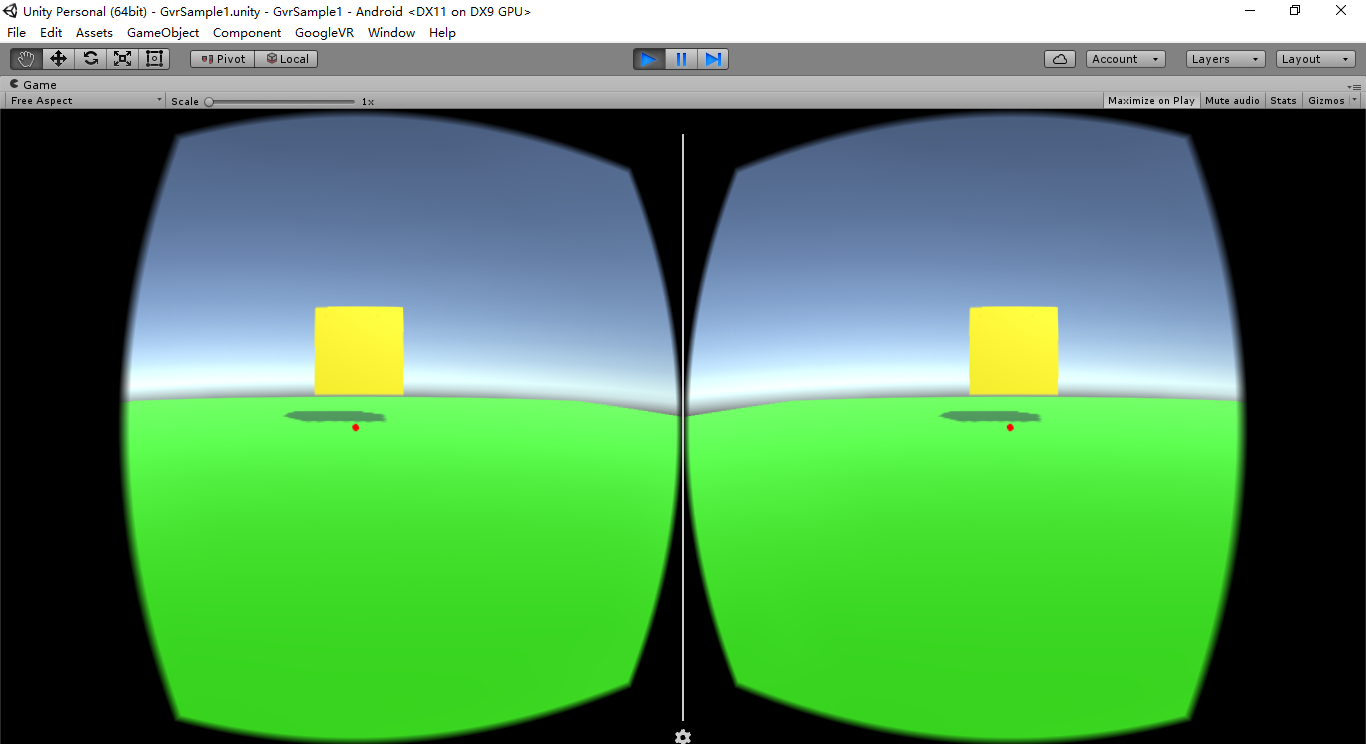 Unity Personal (64bit) - GvrSample1.unity - GvrSample1 - Android <DX11 on DX9 GPU>
File Edit Assets GameObject Component GoogleVR Window Help
Pivot Local Account Layers Layout
Game
Free Aspect Scale 1x Maximize on Play Mute audio Stats Gizmos